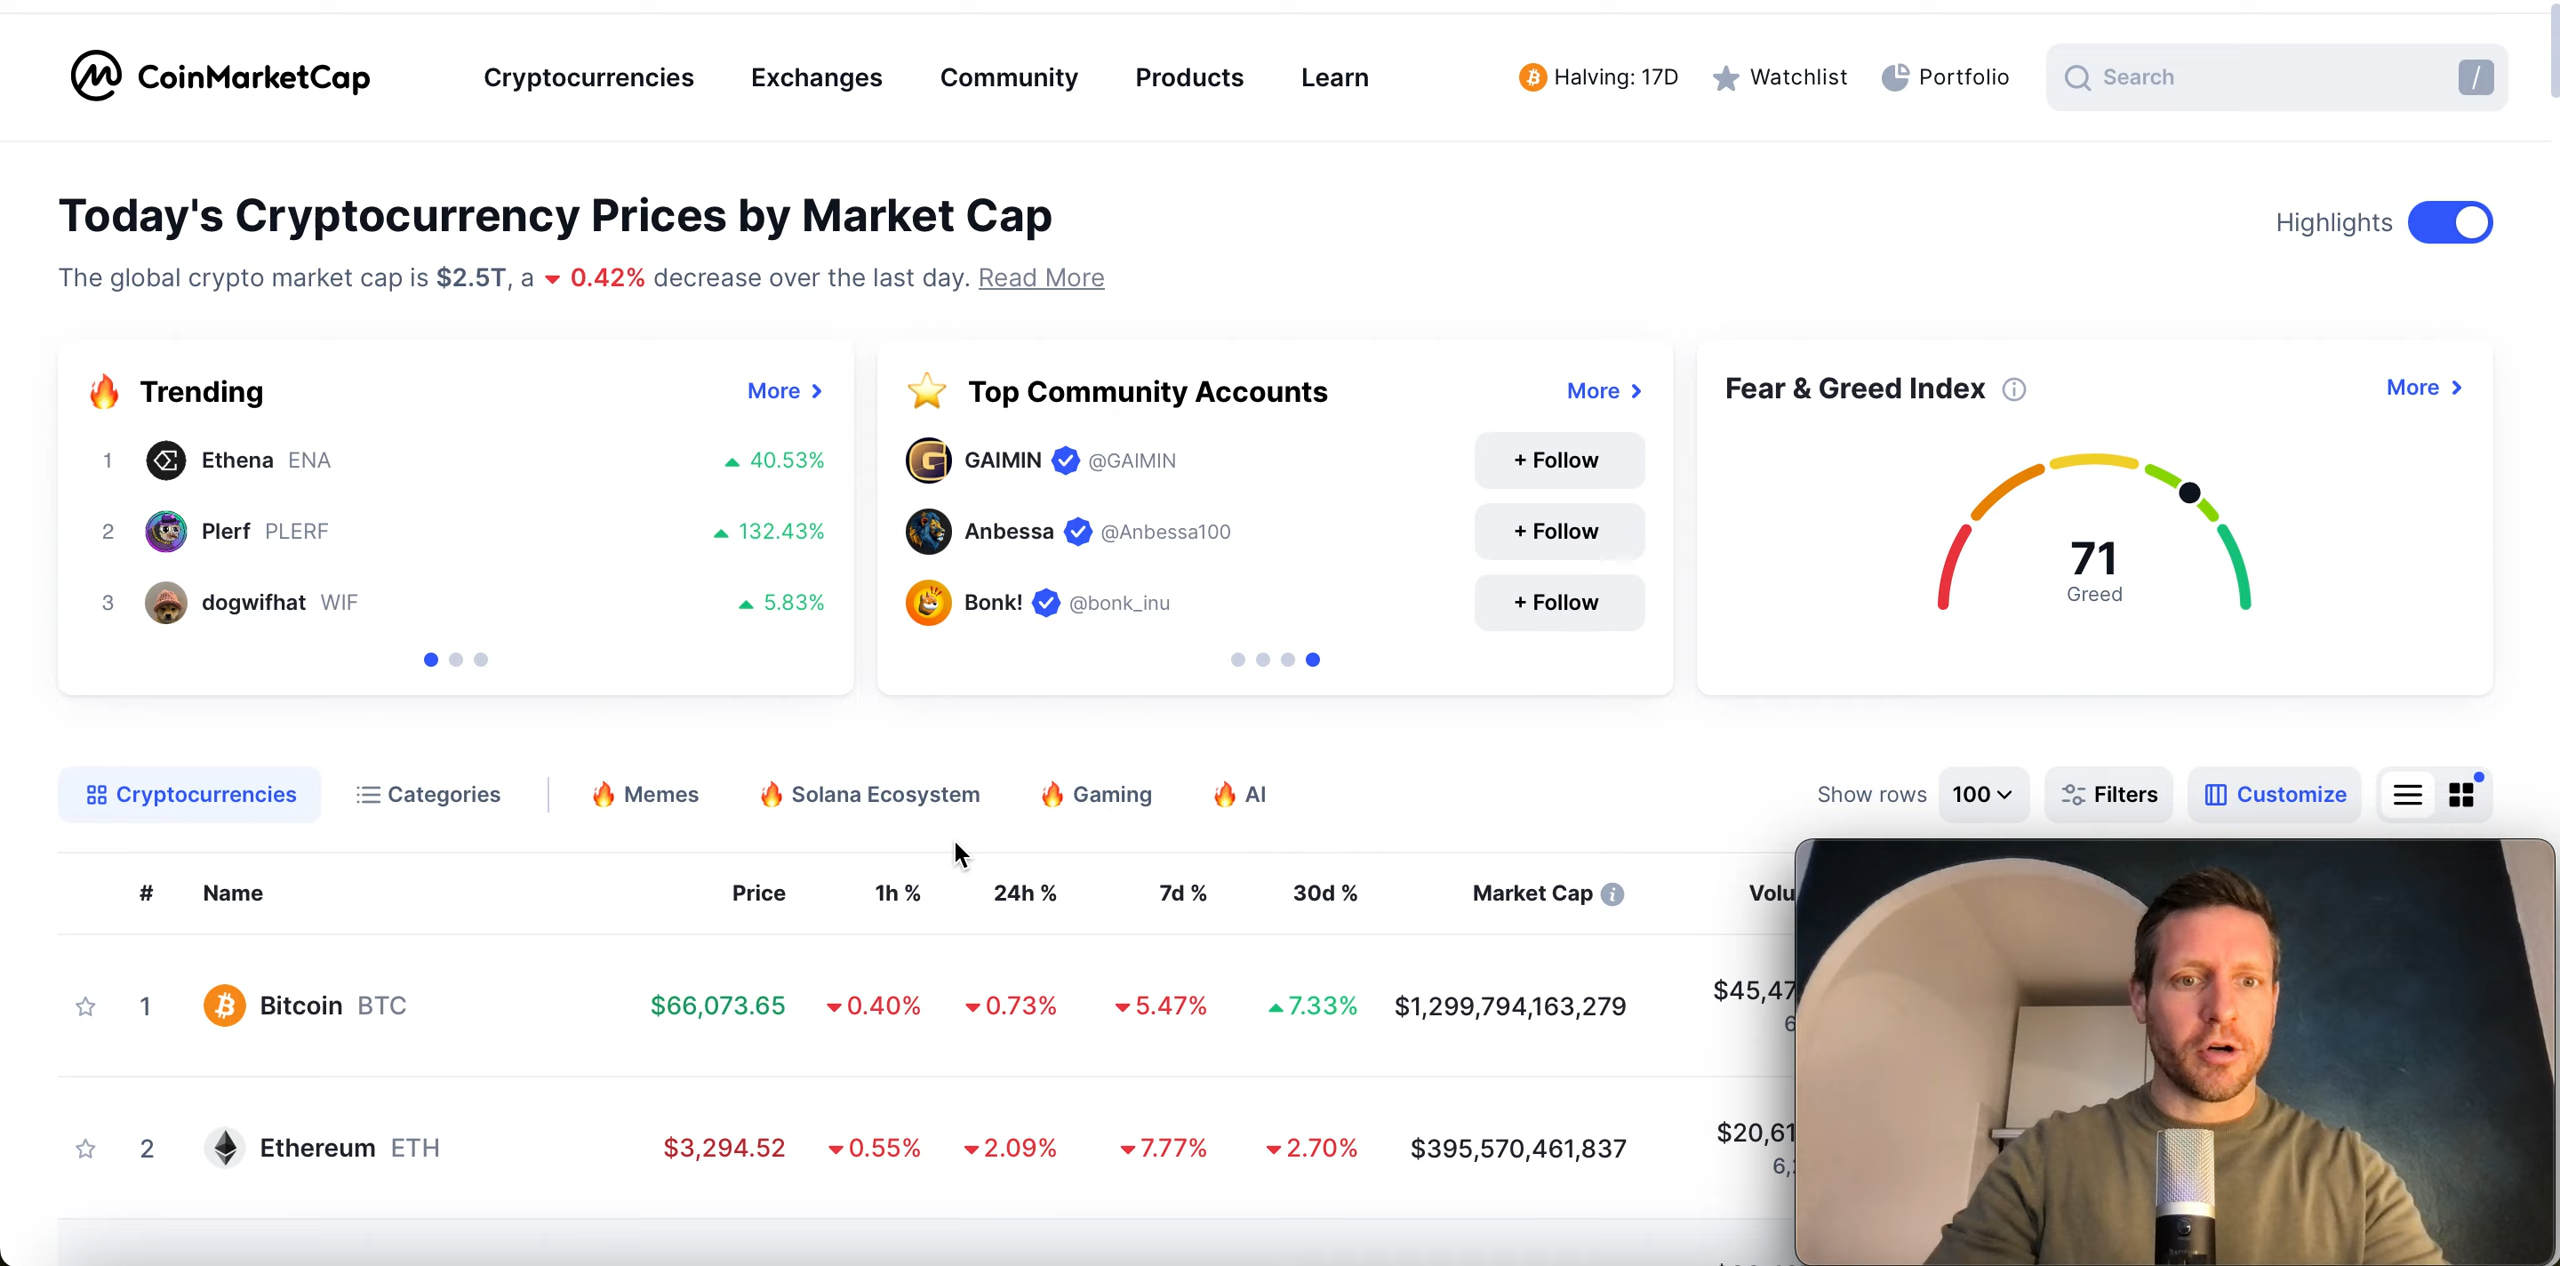 CoinMarketCap
Cryptocurrencies Exchanges Community Products Learn
Halving: 17D Watchlist Portfolio Search /
Today's Cryptocurrency Prices by Market Cap
Highlights
The global crypto market cap is $2.5T, a 0.42% decrease over the last day. Read More
Trending More
1 Ethena ENA 40.53%
2 Plerf PLERF 132.43%
3 dogwifhat WIF 5.83%
Top Community Accounts More
GAIMIN @GAIMIN + Follow
Anbessa @Anbessa100 + Follow
Bonk! @bonk_inu + Follow
Fear & Greed Index More
71
Greed
Cryptocurrencies Categories Memes Solana Ecosystem Gaming AI
Show rows 100 Filters Customize
# Name Price 1h % 24h % 7d % 30d % Market Cap
1 Bitcoin BTC $66,073.65 0.40% 0.73% 5.47% 7.33% $1,299,794,163,279
2 Ethereum ETH $3,294.52 0.55% 2.09% 7.77% 2.70% $395,570,461,837